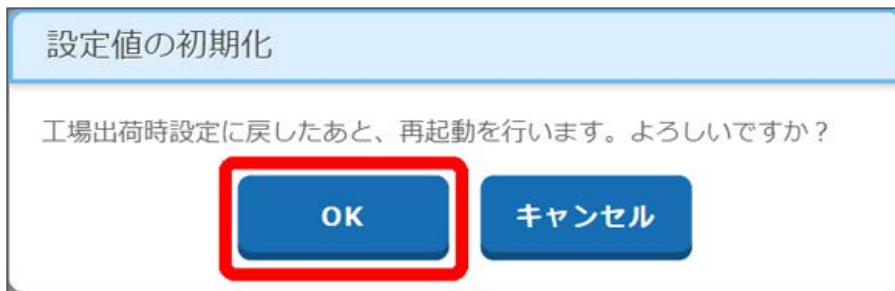 設定値の初期化
工場出荷時設定に戻したあと、再起動を行います。よろしいですか？
OK
キャンセル